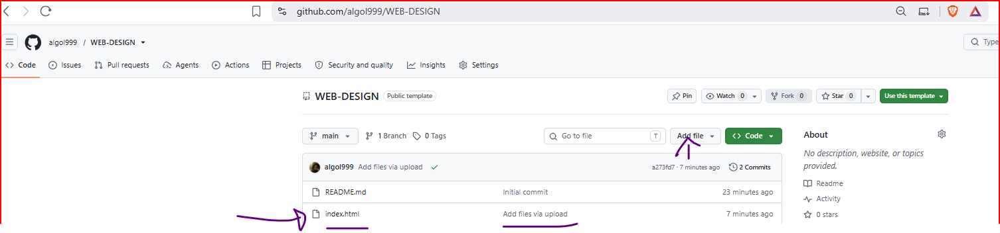 github.com/algol999/WEB-DESIGN
algol999 / WEB-DESIGN
Type
Code Issues Pull requests Agents Actions Projects Security and quality Insights Settings
WEB-DESIGN Public template Pin Watch 0 Fork 0 Star 0 Use this template
main 1 Branch 0 Tags Go to file T Add file Code
About
algol999 Add files via upload a273fd7 · 7 minutes ago 2 Commits
No description, website, or topics
provided.
README.md Initial commit 23 minutes ago
Readme
Activity
index.html Add files via upload 7 minutes ago
0 stars